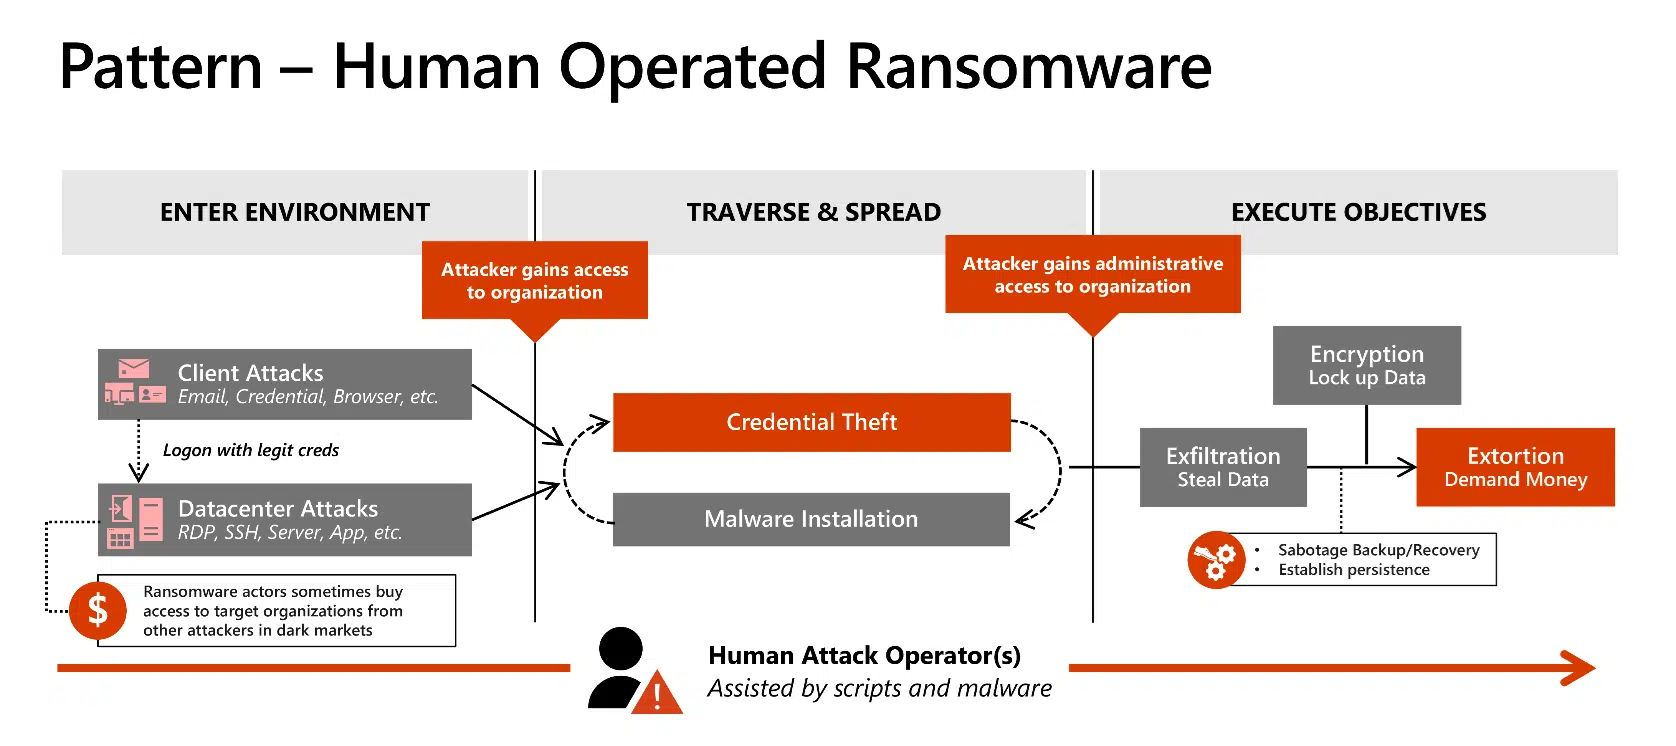 Pattern – Human Operated Ransomware
ENTER ENVIRONMENT
TRAVERSE & SPREAD
EXECUTE OBJECTIVES
Attacker gains access
to organization
Attacker gains administrative
access to organization
Client Attacks
Email, Credential, Browser, etc.
Logon with legit creds
Datacenter Attacks
RDP, SSH, Server, App, etc.
$
Ransomware actors sometimes buy
access to target organizations from
other attackers in dark markets
Credential Theft
Malware Installation
Encryption
Lock up Data
Exfiltration
Steal Data
Extortion
Demand Money
• Sabotage Backup/Recovery
• Establish persistence
!
Human Attack Operator(s)
Assisted by scripts and malware